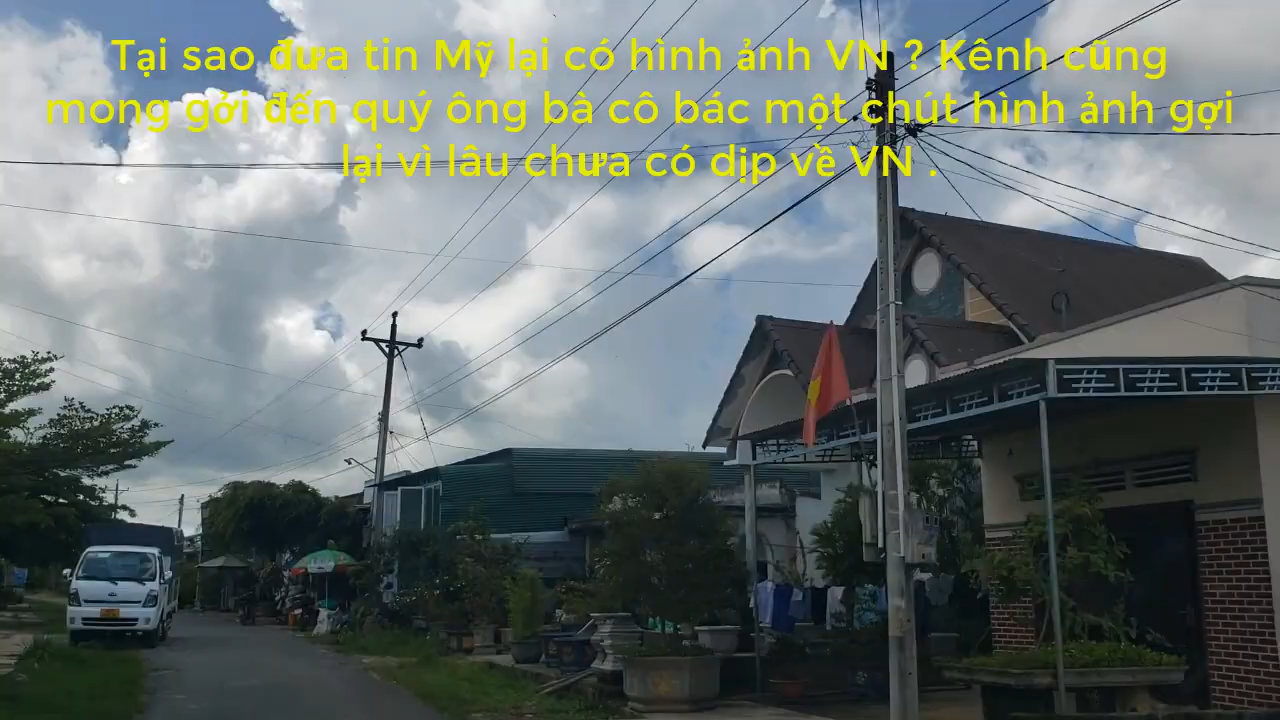 Tại sao đưa tin Mỹ lại có hình ảnh VN ? Kênh cũng
mong gởi đến quý ông bà cô bác một chút hình ảnh gợi
lại vì lâu chưa có dịp về VN .